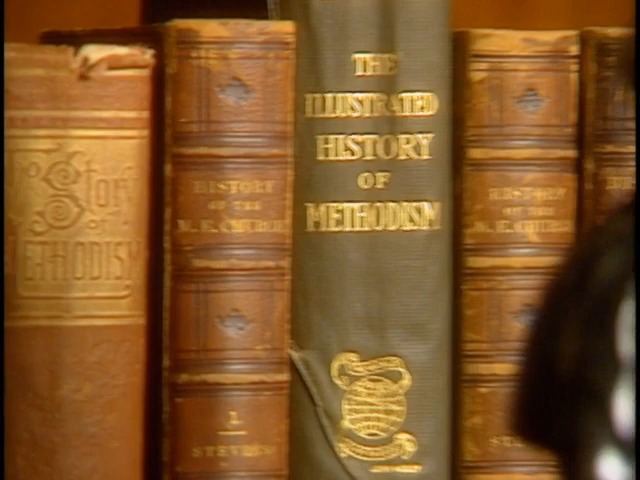 Story
of
METHODISM
HISTORY
OF THE
M. E. CHURCH
1
STEVENS
THE
ILLUSTRATED
HISTORY
OF
METHODISM
HISTORY
OF THE
M. E. CHURCH